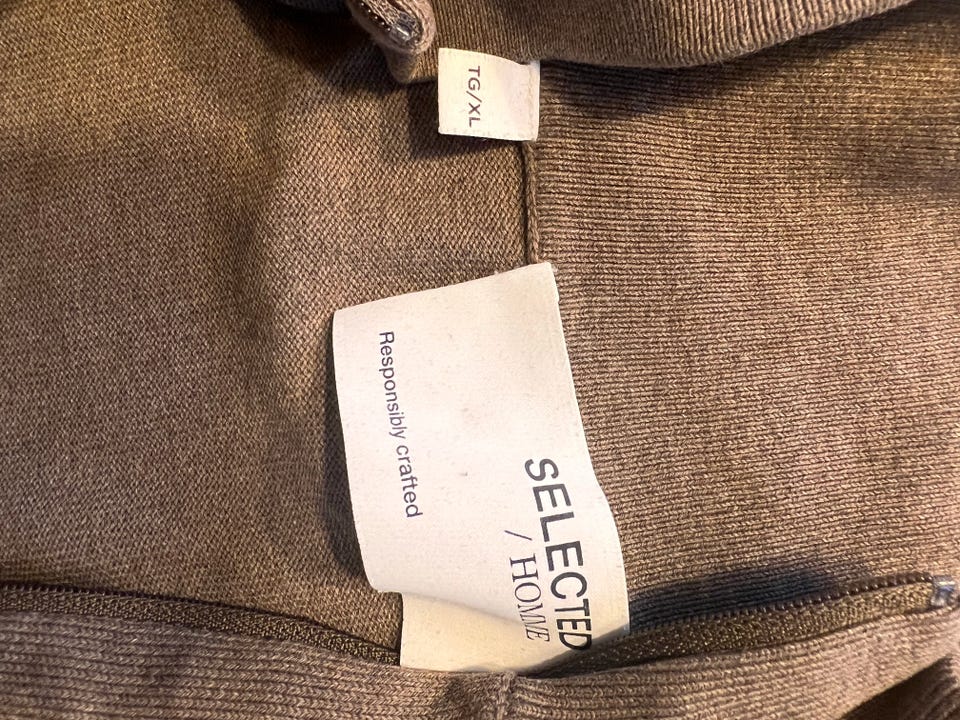 TG/XL
SELECTED
/ HOMME
Responsibly crafted